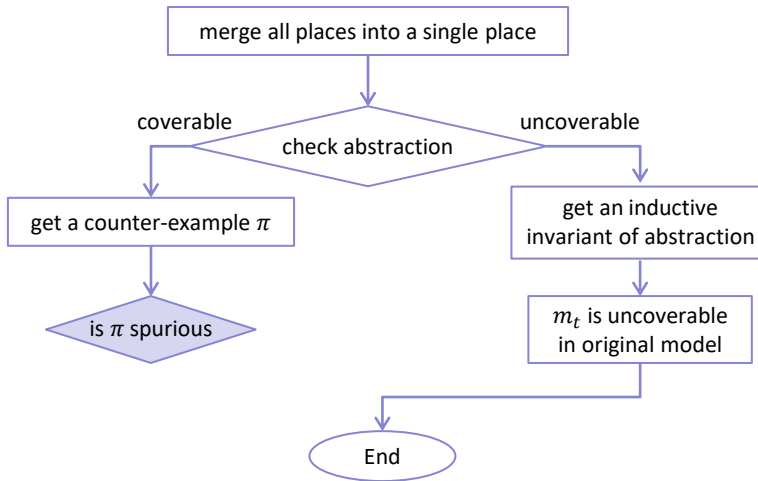 merge all places into a single place
coverable
uncoverable
check abstraction
get a counter-example π
get an inductive
invariant of abstraction
is π spurious
mₜ is uncoverable
in original model
End